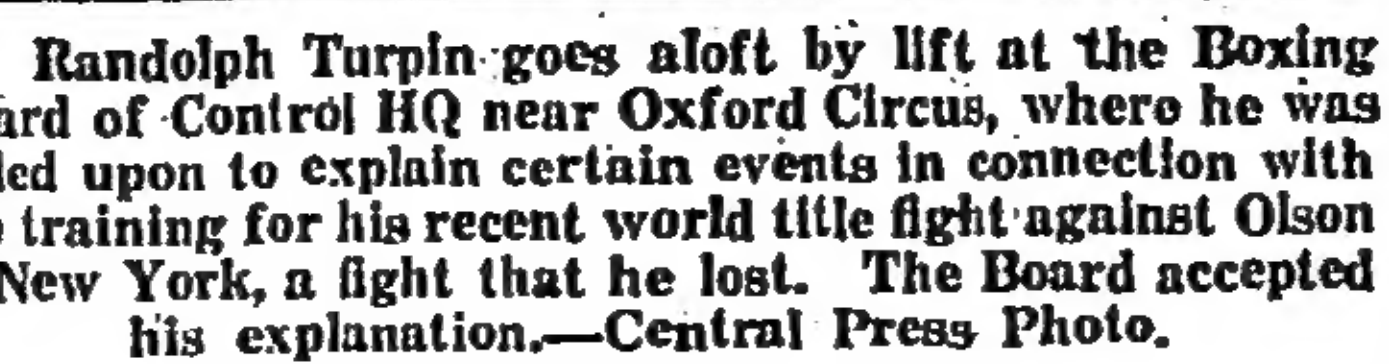 Randolph Turpin goes aloft by lift at the Boxing
ard of Control HQ near Oxford Circus, where he was
led upon to explain certain events in connection with
training for his recent world title fight against Olson
New York, a fight that he lost. The Board accepted
his explanation.—Central Press Photo.